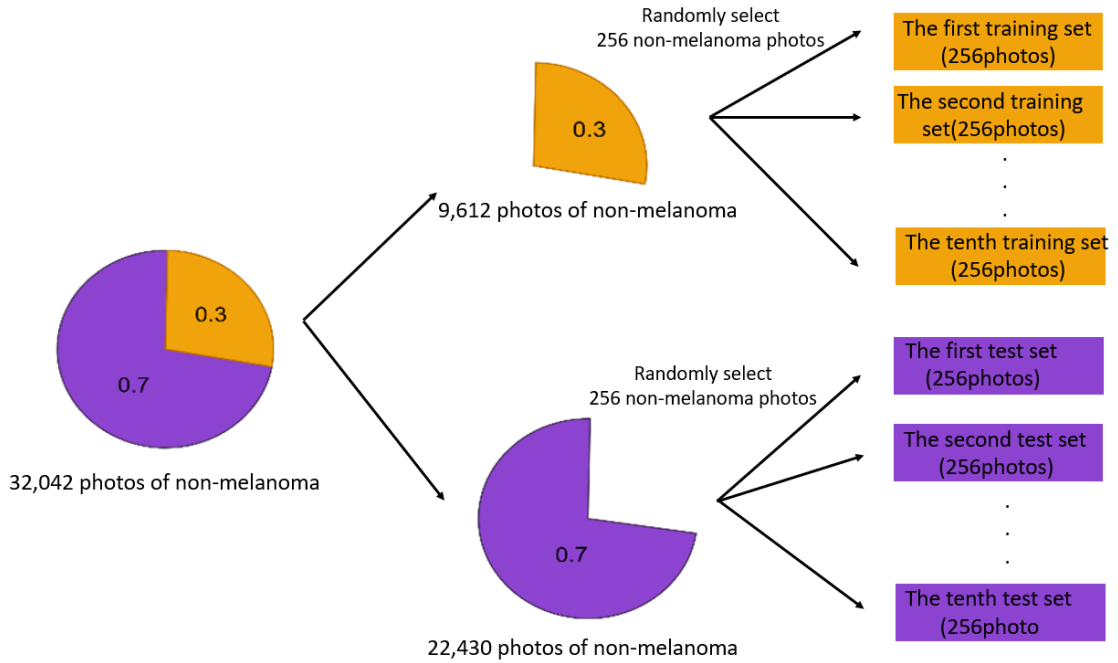 Randomly select
256 non-melanoma photos
The first training set
(256photos)
The second training
set(256photos)
.
.
.
The tenth training set
(256photos)
0.3
9,612 photos of non-melanoma
0.3
0.7
32,042 photos of non-melanoma
Randomly select
256 non-melanoma photos
0.7
22,430 photos of non-melanoma
The first test set
(256photos)
The second test set
(256photos)
.
.
.
The tenth test set
(256photo